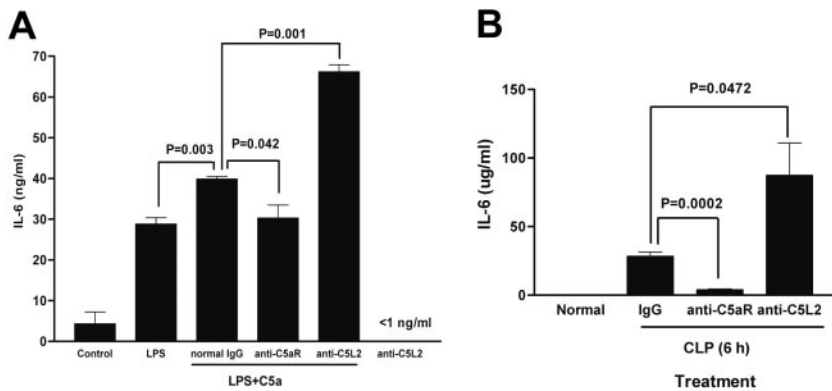 A
70
60
50
40
30
20
10
0
IL-6 (ng/ml)
P=0.001
P=0.003
P=0.042
<1 ng/ml
Control LPS normal IgG anti-C5aR anti-C5L2 anti-C5L2
LPS+C5a
B
150
100
50
0
IL-6 (ug/ml)
P=0.0472
P=0.0002
Normal IgG anti-C5aR anti-C5L2
CLP (6 h)
Treatment